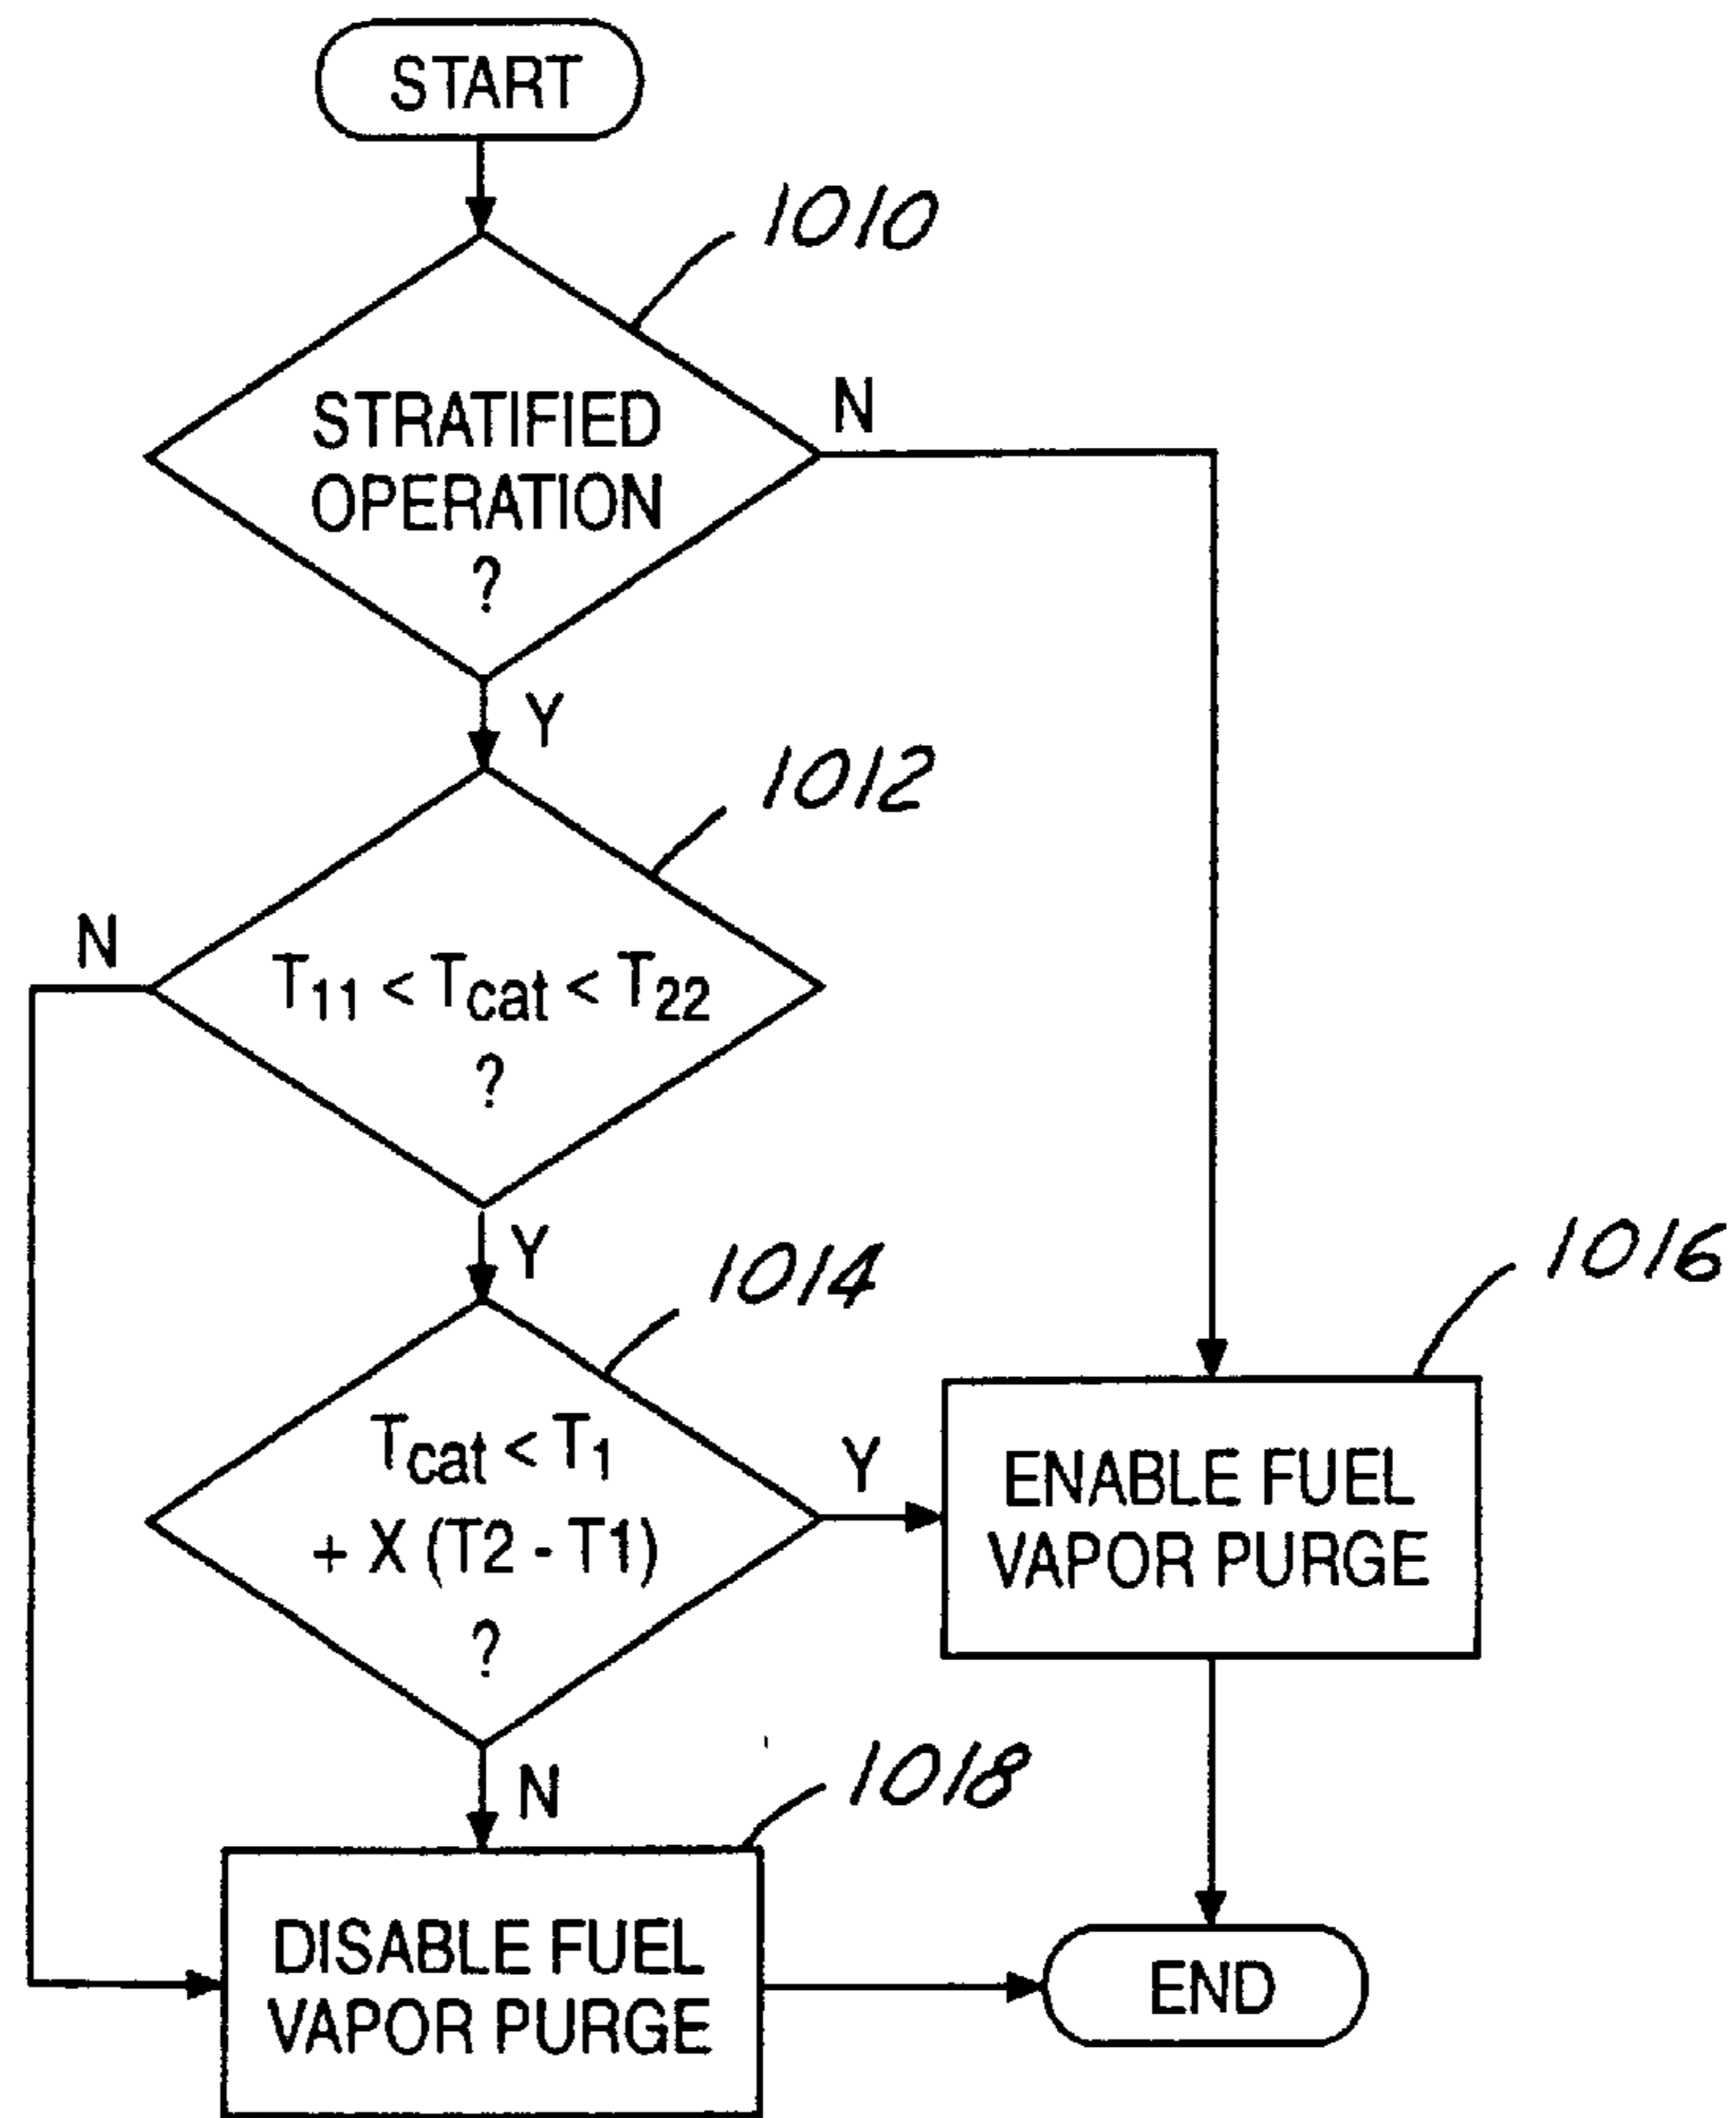 START
1010
STRATIFIED
OPERATION
?
N
Y
1012
N
T11 < Tcat < T22
?
Y
1014
1016
Tcat < T1
+ X (T2 - T1)
?
Y
ENABLE FUEL
VAPOR PURGE
N
1018
DISABLE FUEL
VAPOR PURGE
END